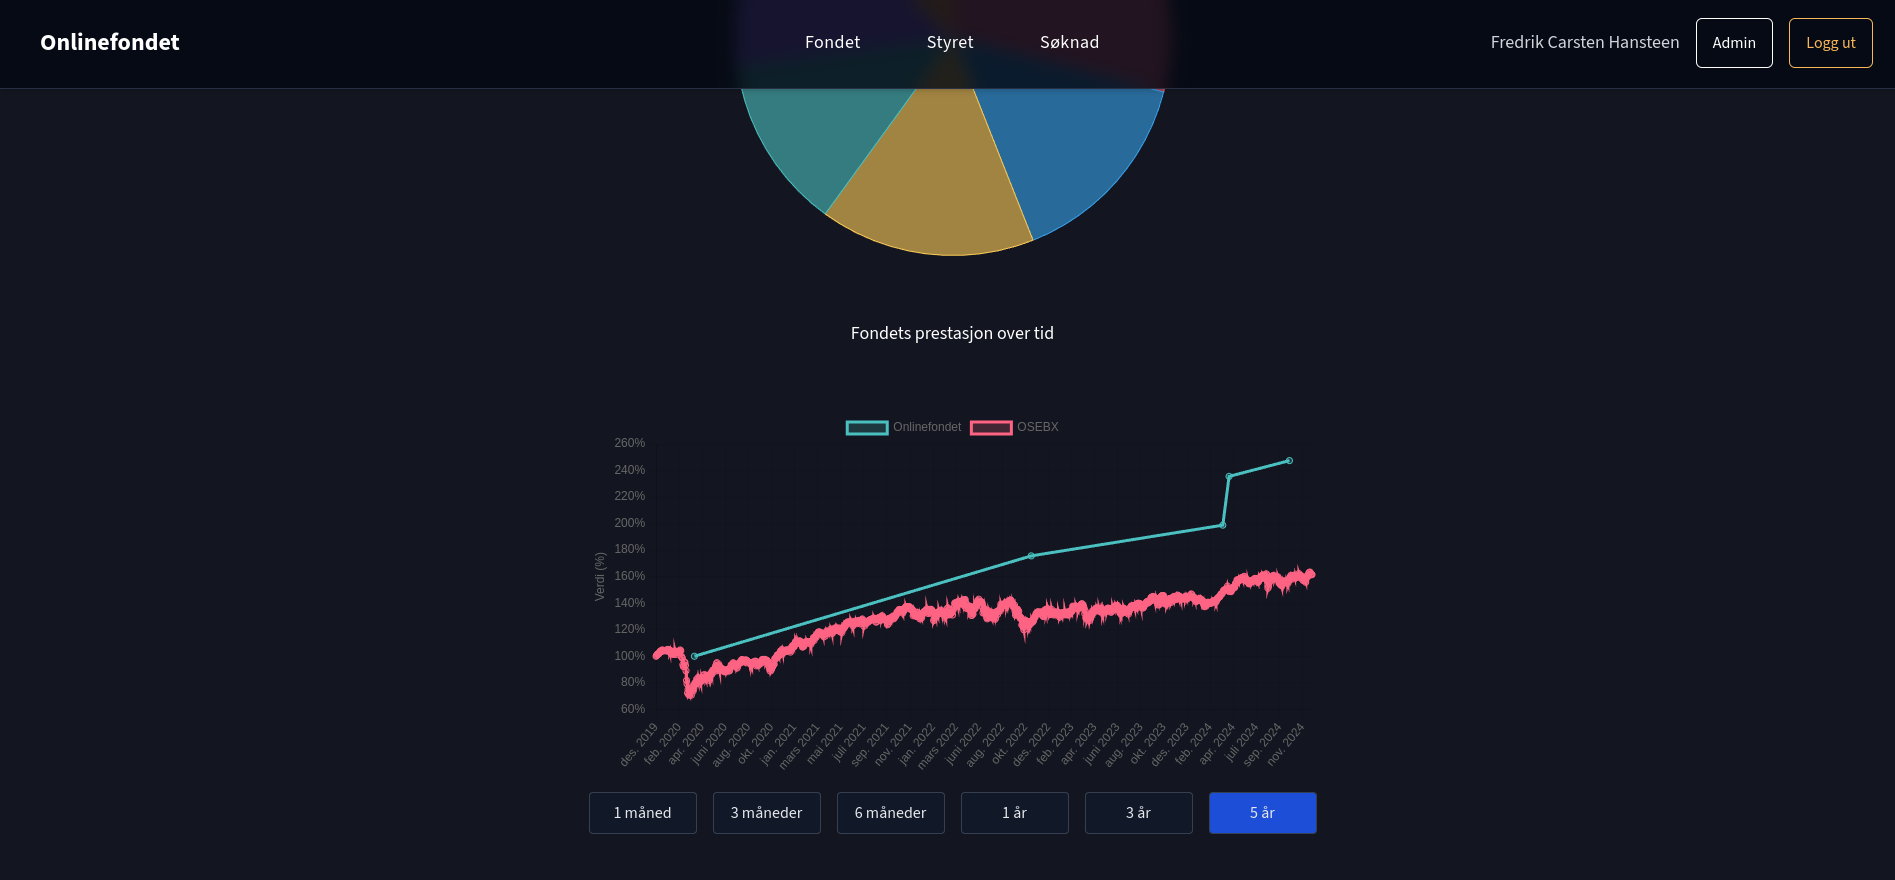 Onlinefondet
Fondet
Styret
Søknad
Fredrik Carsten Hansteen
Admin
Logg ut
Fondets prestasjon over tid
Onlinefondet
OSEBX
Verdi (%)
260%
240%
220%
200%
180%
160%
140%
120%
100%
80%
60%
des. 2019
feb. 2020
apr. 2020
juni 2020
aug. 2020
okt. 2020
jan. 2021
mars 2021
mai 2021
juli 2021
sep. 2021
nov. 2021
jan. 2022
mars 2022
juni 2022
aug. 2022
okt. 2022
des. 2022
feb. 2023
apr. 2023
juni 2023
aug. 2023
okt. 2023
des. 2023
feb. 2024
apr. 2024
juli 2024
sep. 2024
nov. 2024
1 måned
3 måneder
6 måneder
1 år
3 år
5 år